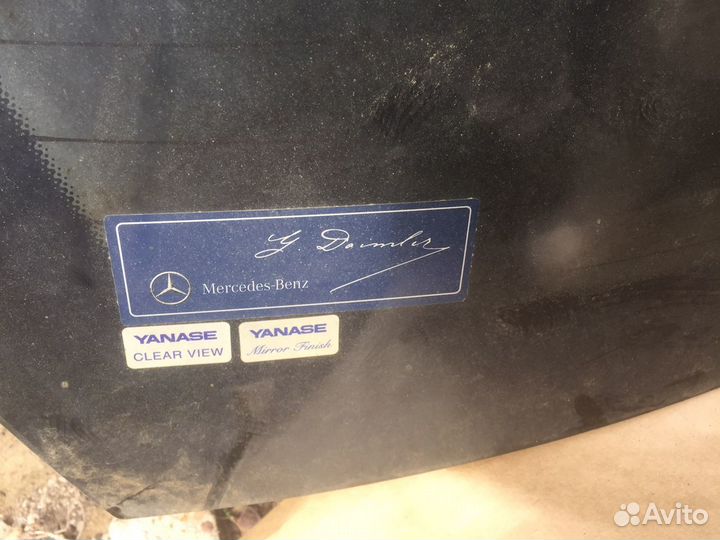 G. Daimler
Mercedes-Benz
YANASE
CLEAR VIEW
YANASE
Mirror Finish
Avito